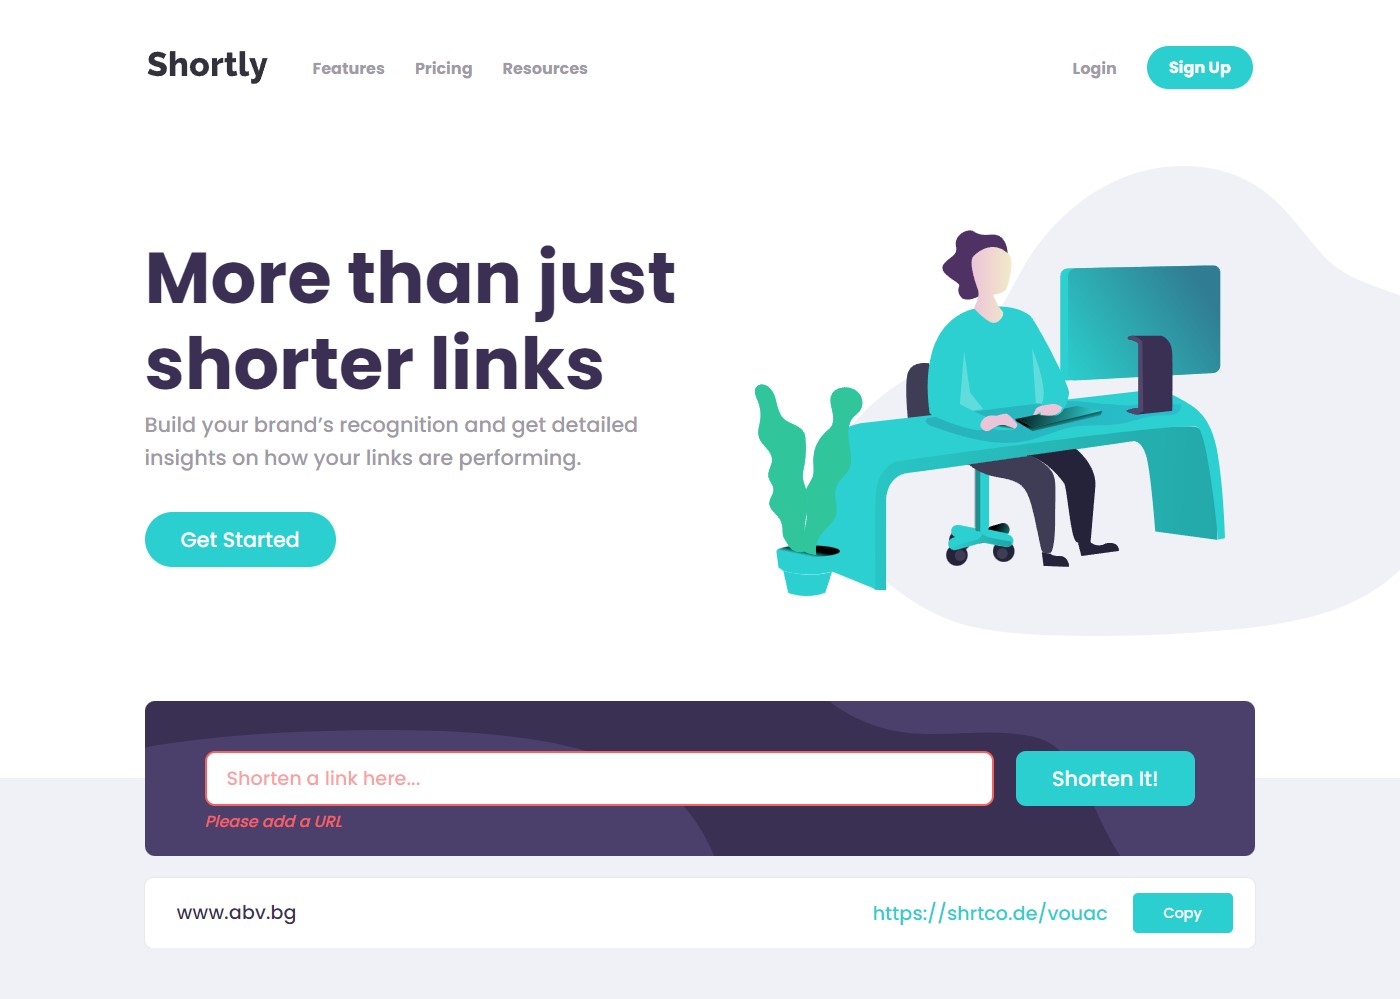 Shortly
Features Pricing Resources
Login
Sign Up
More than just
shorter links
Build your brand’s recognition and get detailed
insights on how your links are performing.
Get Started
Shorten a link here...
Shorten It!
Please add a URL
www.abv.bg
https://shrtco.de/vouac
Copy